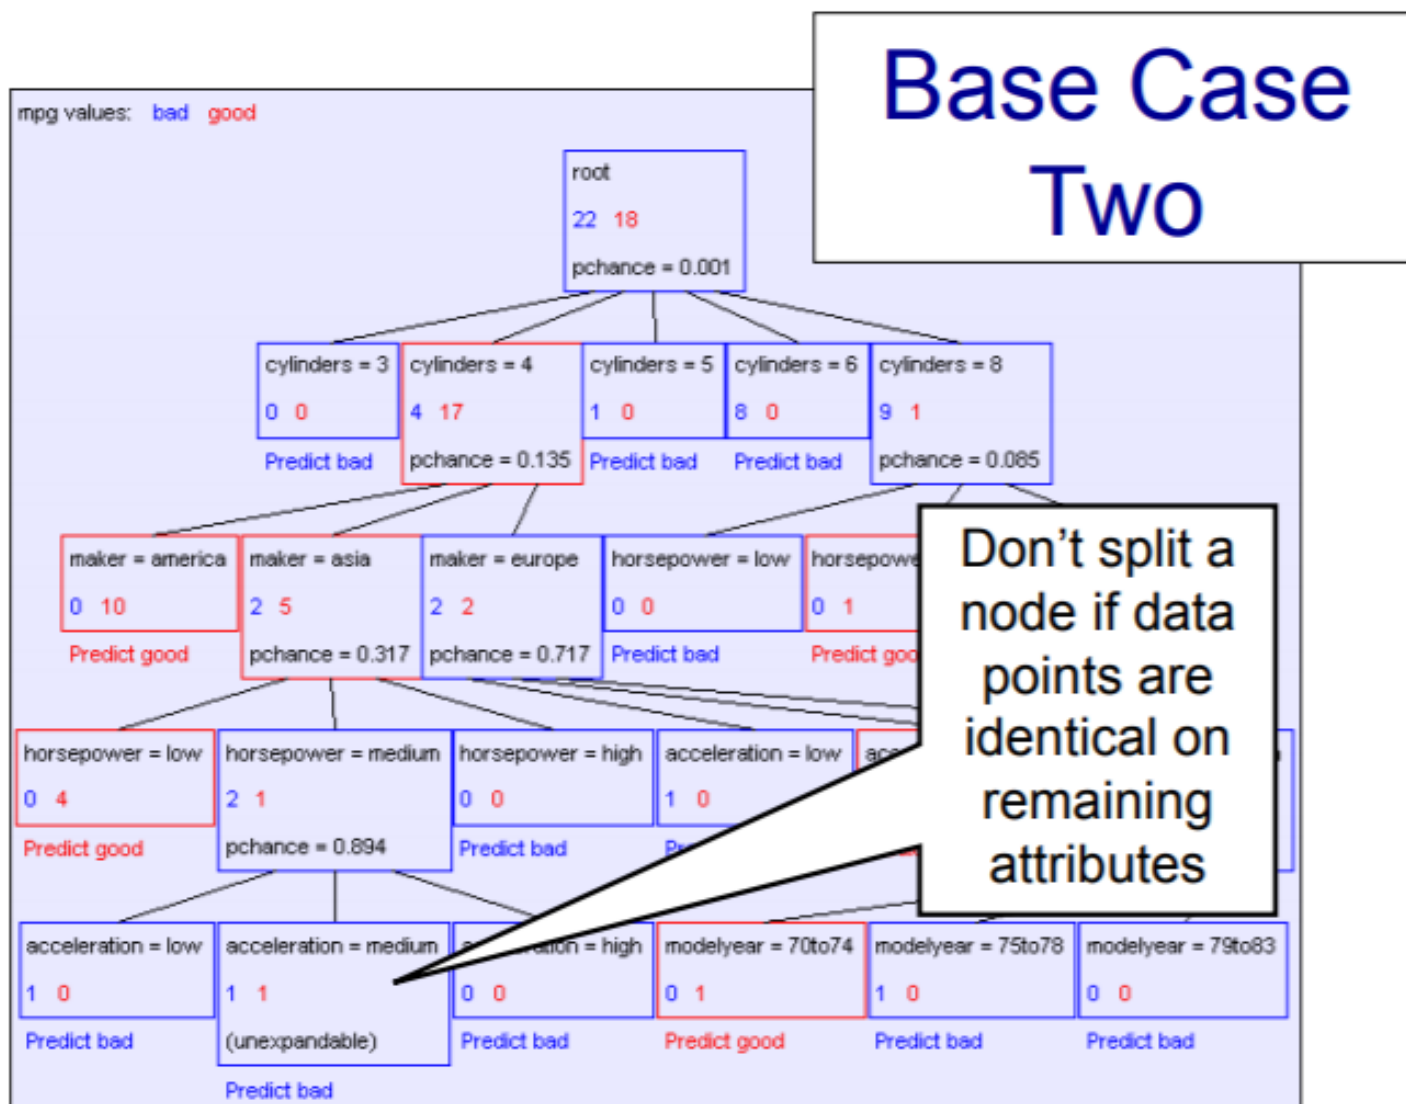 Base Case
Two
mpg values: bad good
root
22 18
pchance = 0.001
cylinders = 3 cylinders = 4 cylinders = 5 cylinders = 6 cylinders = 8
0 0 4 17 1 0 8 0 9 1
Predict bad pchance = 0.135 Predict bad Predict bad pchance = 0.085
maker = america maker = asia maker = europe horsepower = low
0 10 2 5 2 2 0 0 0 1
Predict good pchance = 0.317 pchance = 0.717 Predict bad Predict
Don't split a
node if data
points are
identical on
remaining
attributes
horsepower = low horsepower = medium horsepower = high acceleration = low
0 4 2 1 0 0 1 0
Predict good pchance = 0.894 Predict bad
acceleration = low acceleration = medium = high modelyear = 70to74 modelyear = 75to78 modelyear = 79to83
1 0 1 1 0 0 0 1 1 0 0 0
Predict bad (unexpandable) Predict bad Predict good Predict bad Predict bad
Predict bad